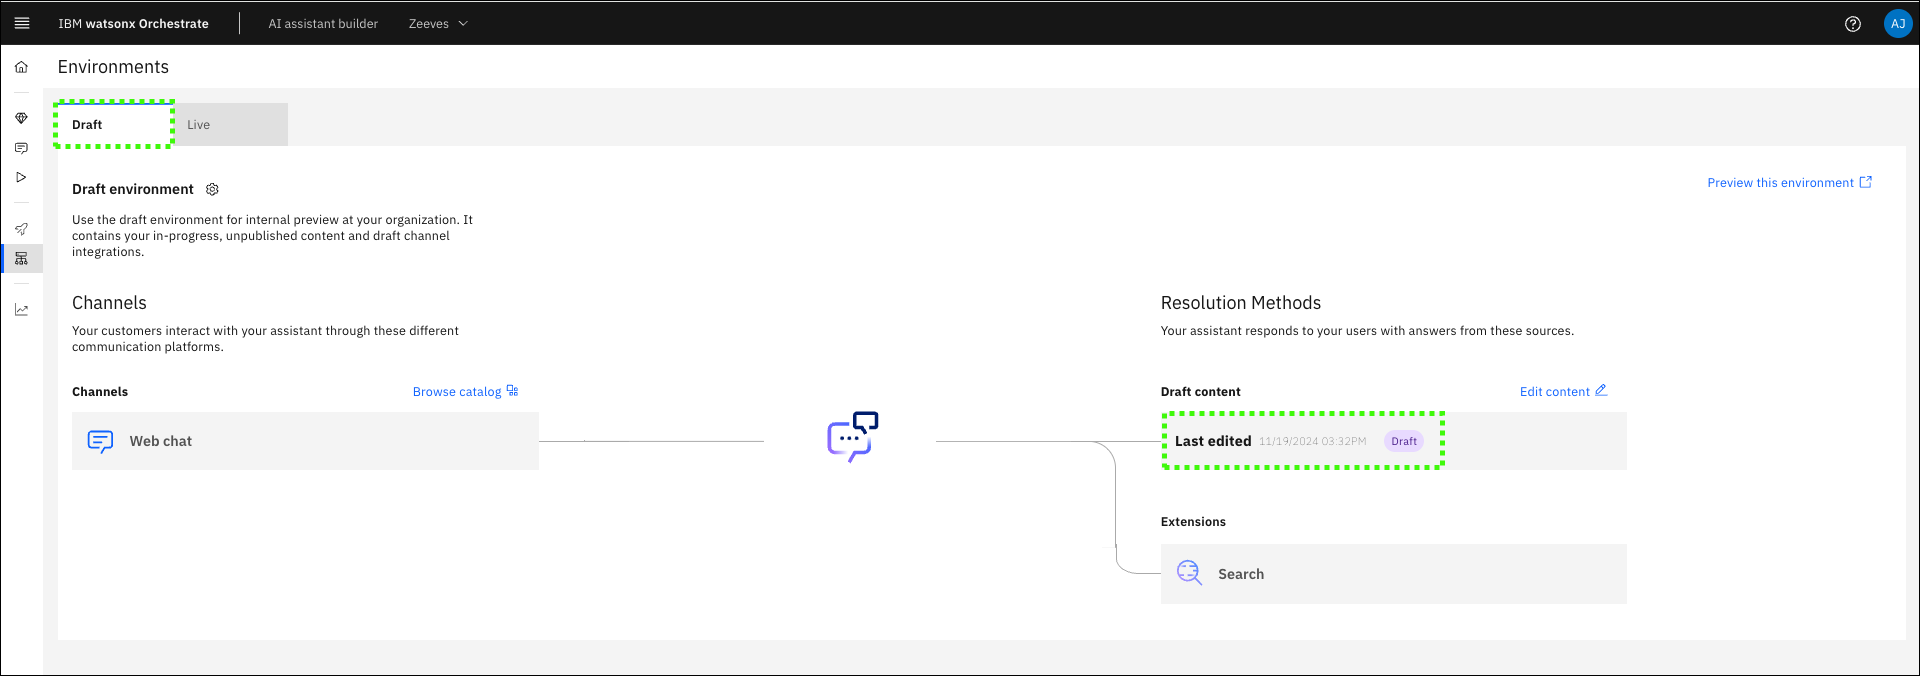 IBM watsonx Orchestrate
AI assistant builder
Zeeves
AJ
Environments
Draft
Live
Draft environment
Preview this environment
Use the draft environment for internal preview at your organization. It
contains your in-progress, unpublished content and draft channel
integrations.
Channels
Your customers interact with your assistant through these different
communication platforms.
Channels
Browse catalog
Web chat
Resolution Methods
Your assistant responds to your users with answers from these sources.
Draft content
Edit content
Last edited 11/19/2024 03:32PM Draft
Extensions
Search